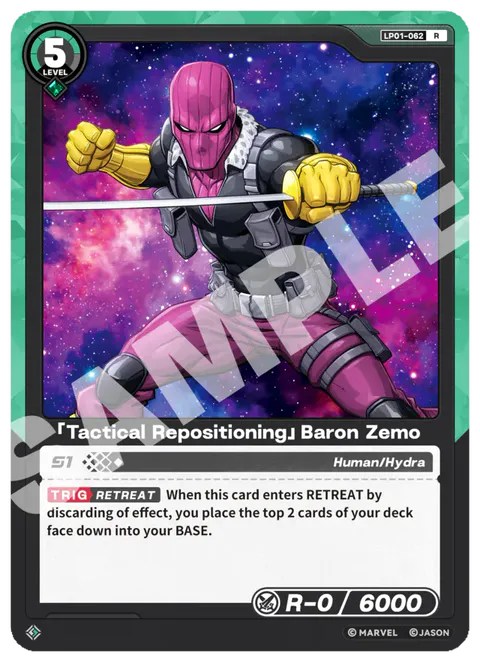 LP01-062 R
5
LEVEL
SAMPLE
「Tactical Repositioning」Baron Zemo
S1
Human/Hydra
TRIG RETREAT When this card enters RETREAT by
discarding of effect, you place the top 2 cards of your deck
face down into your BASE.
R-0 / 6000
©MARVEL ©JASON